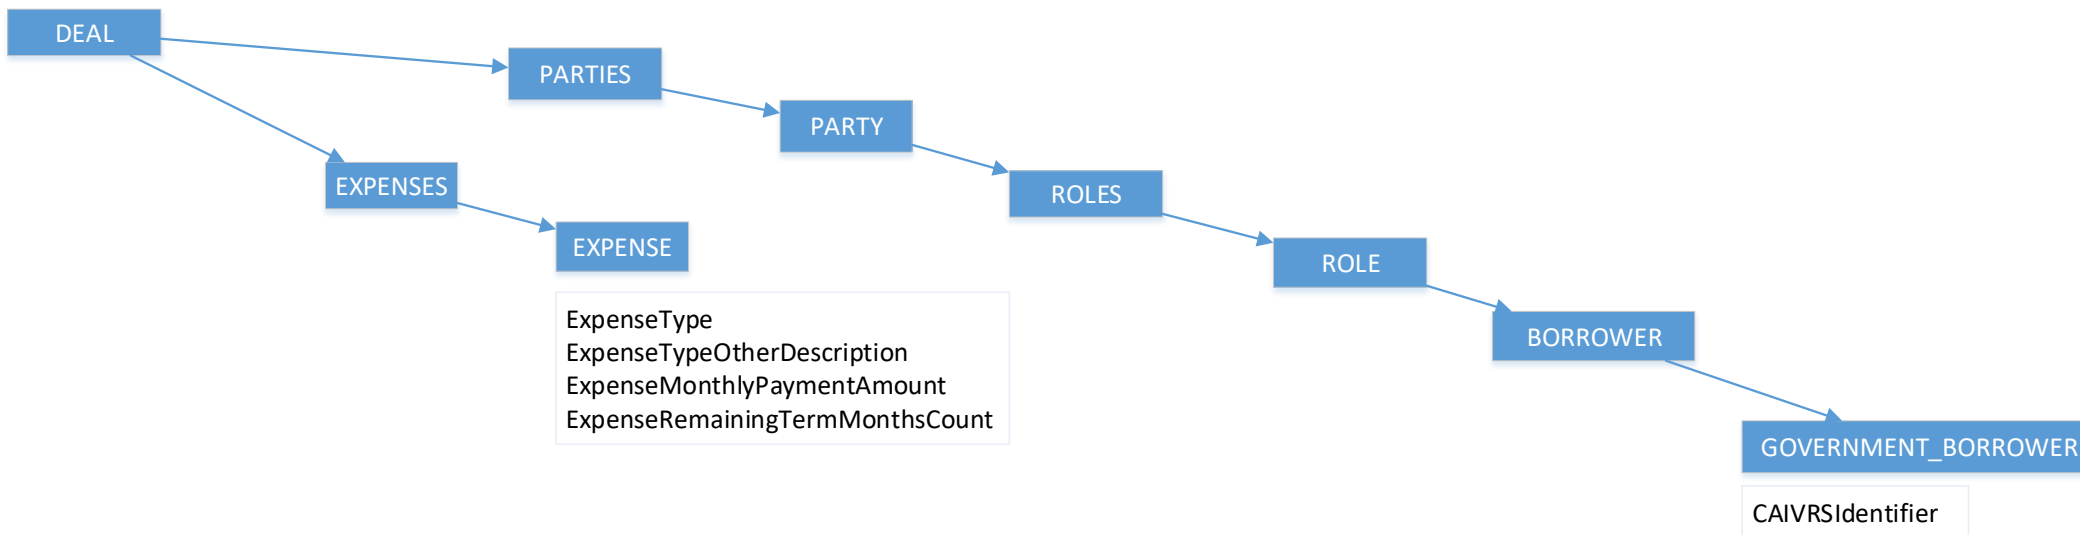 DEAL
PARTIES
PARTY
EXPENSES
ROLES
EXPENSE
ROLE
ExpenseType
ExpenseTypeOtherDescription
ExpenseMonthlyPaymentAmount
ExpenseRemainingTermMonthsCount
BORROWER
GOVERNMENT_BORROWER
CAIVRSIdentifier